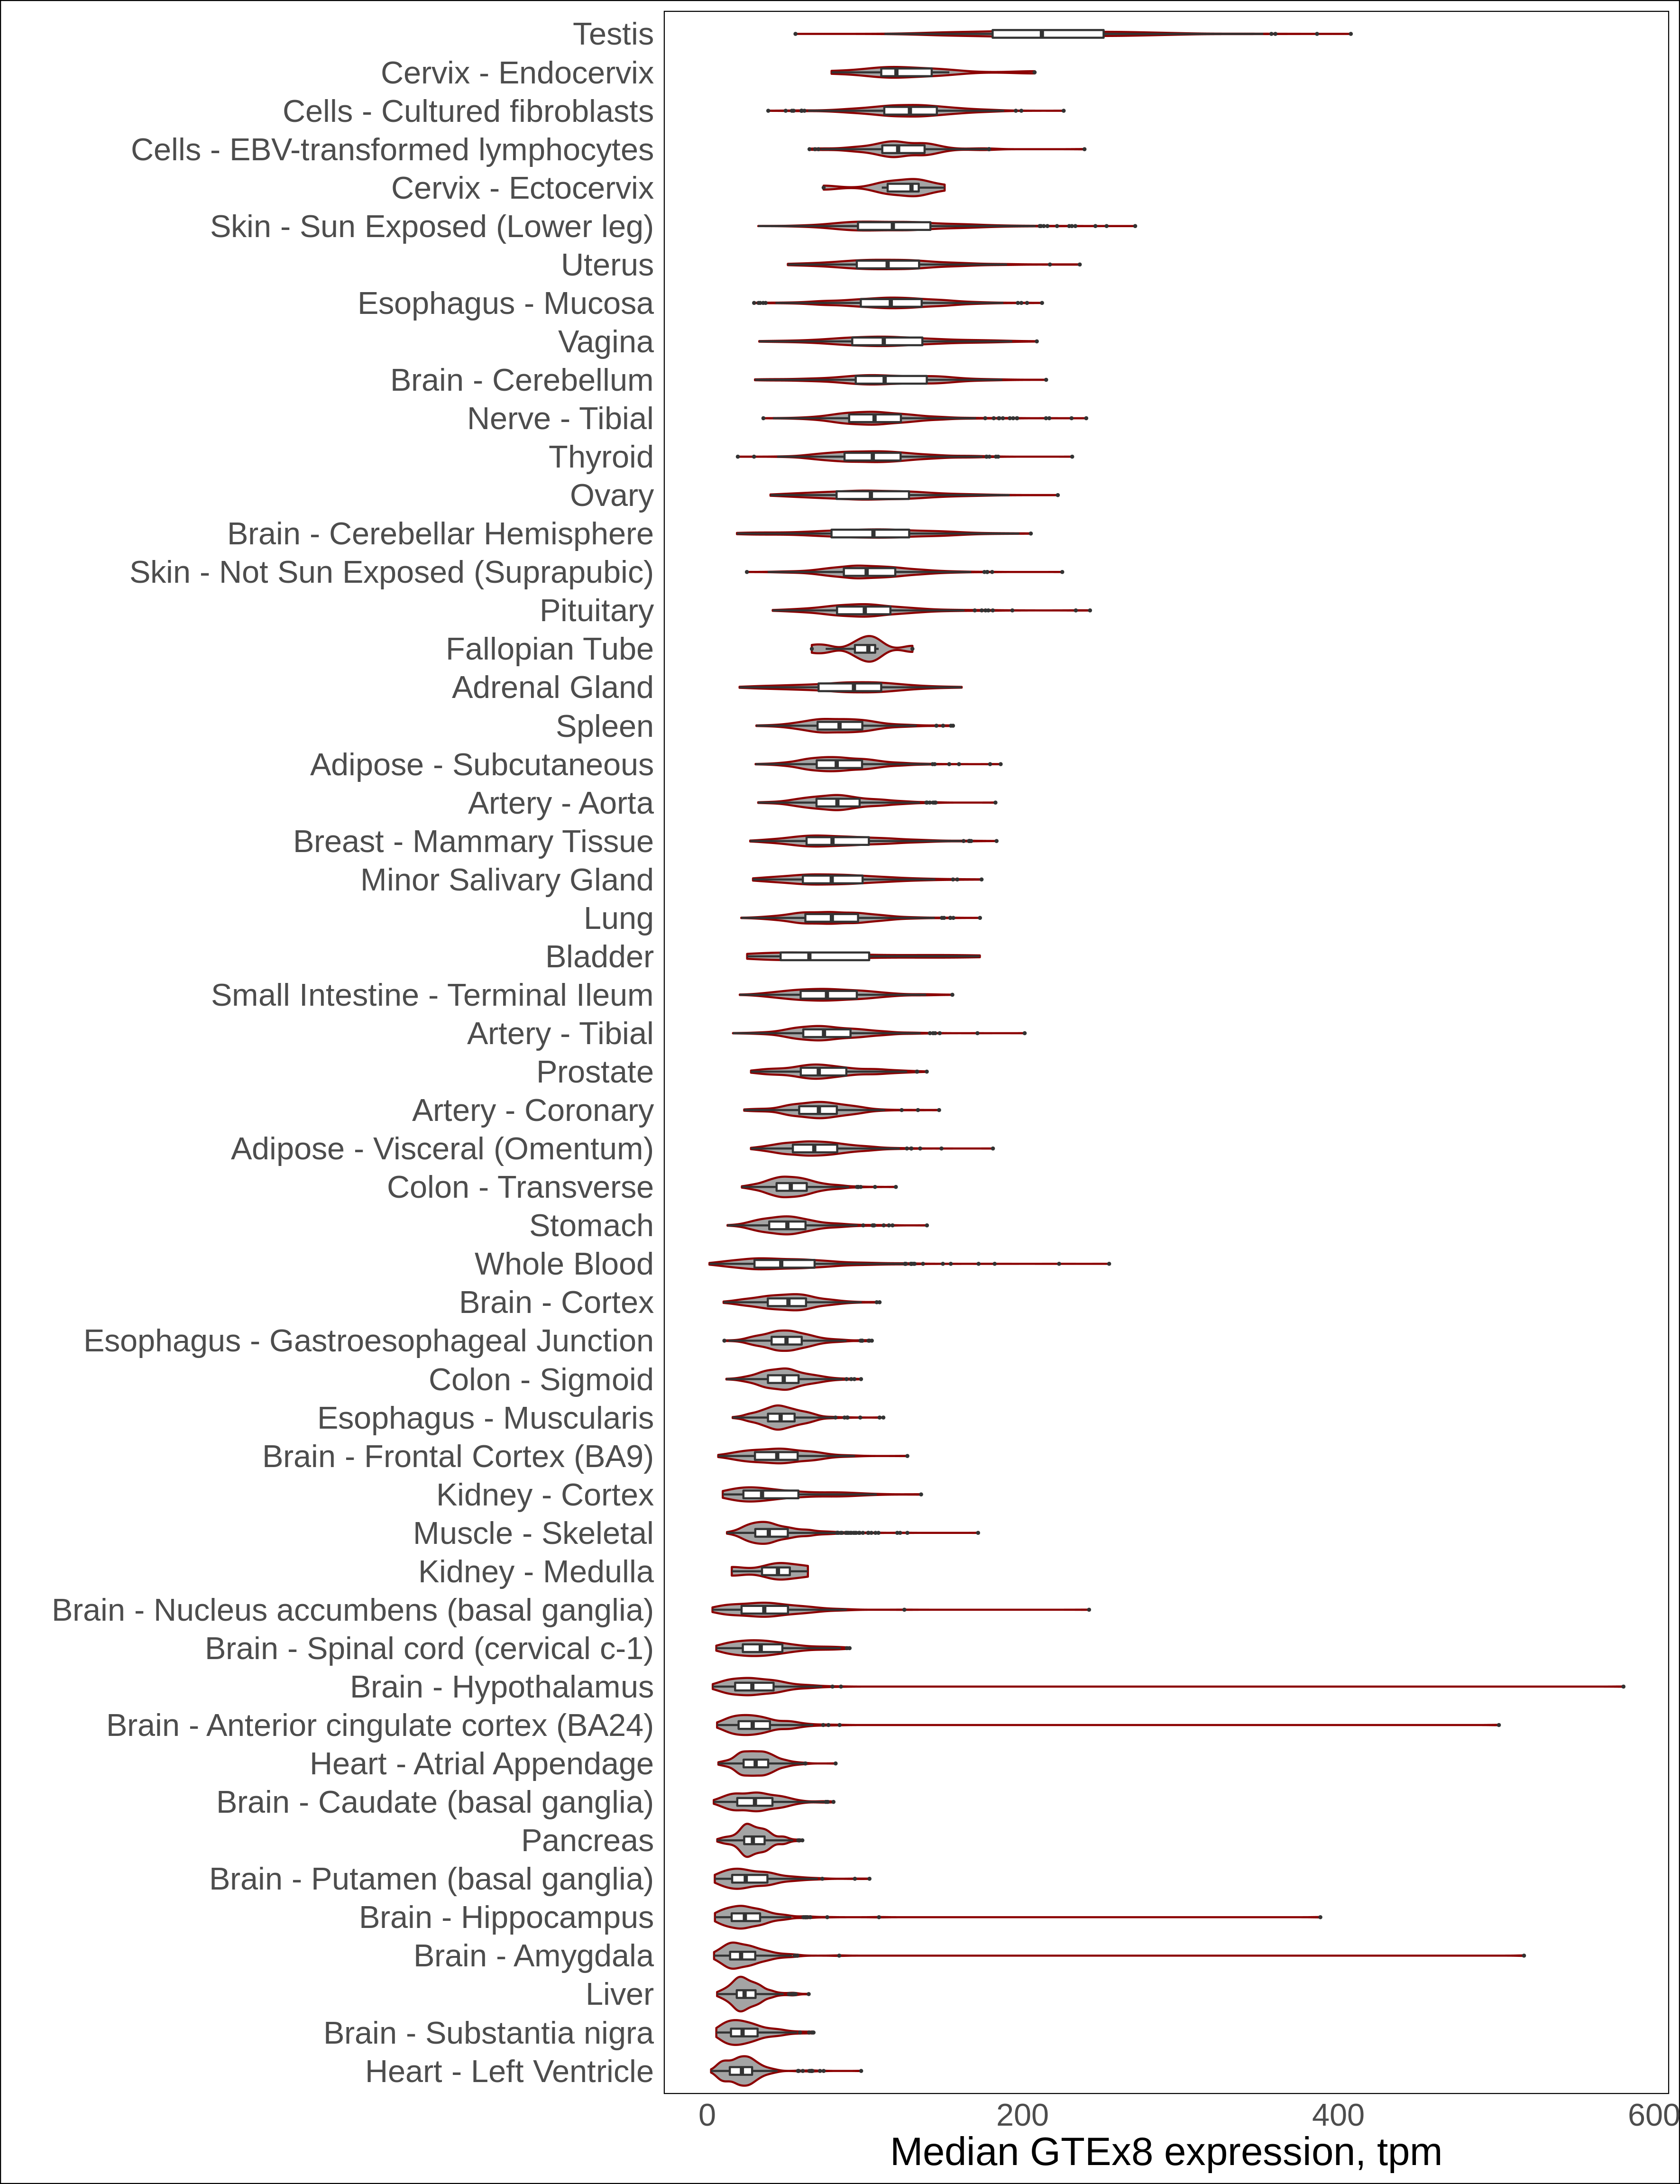 Testis
Cervix - Endocervix
Cells - Cultured fibroblasts
Cells - EBV-transformed lymphocytes
Cervix - Ectocervix
Skin - Sun Exposed (Lower leg)
Uterus
Esophagus - Mucosa
Vagina
Brain - Cerebellum
Nerve - Tibial
Thyroid
Ovary
Brain - Cerebellar Hemisphere
Skin - Not Sun Exposed (Suprapubic)
Pituitary
Fallopian Tube
Adrenal Gland
Spleen
Adipose - Subcutaneous
Artery - Aorta
Breast - Mammary Tissue
Minor Salivary Gland
Lung
Bladder
Small Intestine - Terminal Ileum
Artery - Tibial
Prostate
Artery - Coronary
Adipose - Visceral (Omentum)
Colon - Transverse
Stomach
Whole Blood
Brain - Cortex
Esophagus - Gastroesophageal Junction
Colon - Sigmoid
Esophagus - Muscularis
Brain - Frontal Cortex (BA9)
Kidney - Cortex
Muscle - Skeletal
Kidney - Medulla
Brain - Nucleus accumbens (basal ganglia)
Brain - Spinal cord (cervical c-1)
Brain - Hypothalamus
Brain - Anterior cingulate cortex (BA24)
Heart - Atrial Appendage
Brain - Caudate (basal ganglia)
Pancreas
Brain - Putamen (basal ganglia)
Brain - Hippocampus
Brain - Amygdala
Liver
Brain - Substantia nigra
Heart - Left Ventricle
0 200 400 600
Median GTEx8 expression, tpm